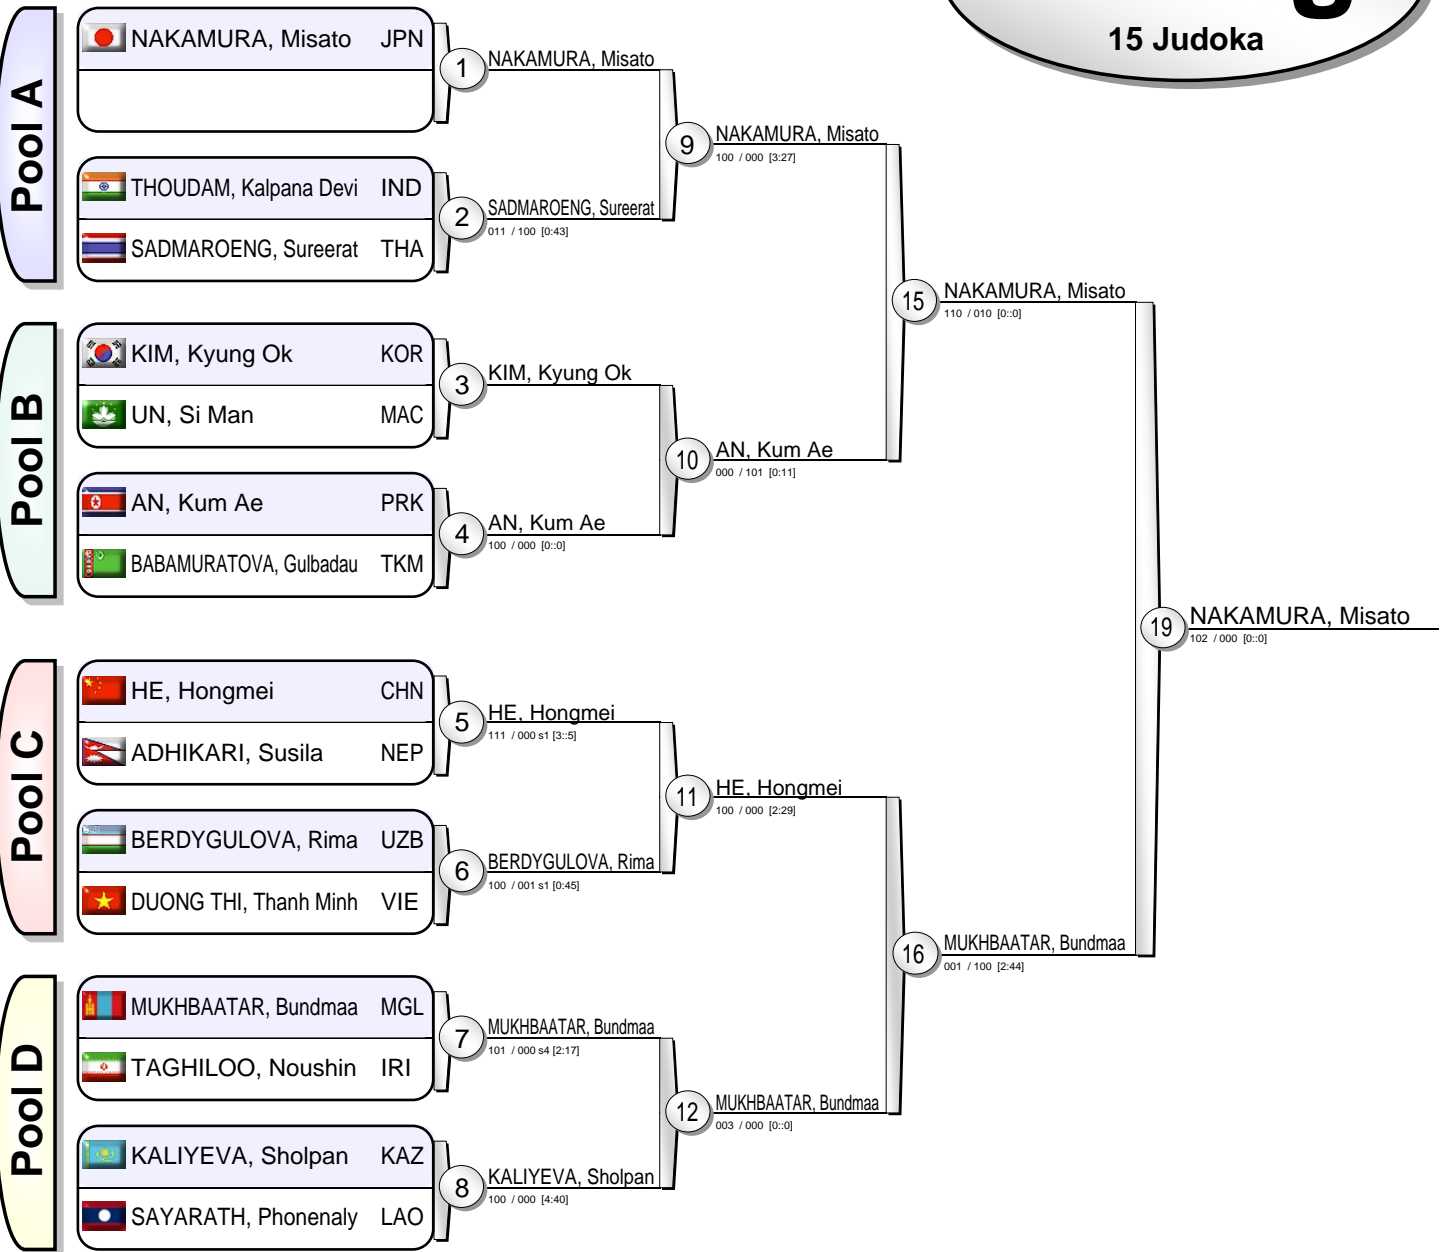 15 Judoka
Pool A
NAKAMURA, Misato JPN
THOUDAM, Kalpana Devi IND
SADMAROENG, Sureerat THA
Pool B
KIM, Kyung Ok KOR
UN, Si Man MAC
AN, Kum Ae PRK
BABAMURATOVA, Gulbadau TKM
Pool C
HE, Hongmei CHN
ADHIKARI, Susila NEP
BERDYGULOVA, Rima UZB
DUONG THI, Thanh Minh VIE
Pool D
MUKHBAATAR, Bundmaa MGL
TAGHILOO, Noushin IRI
KALIYEVA, Sholpan KAZ
SAYARATH, Phonenaly LAO
1 NAKAMURA, Misato
2 SADMAROENG, Sureerat
011 / 100 [0:43]
3 KIM, Kyung Ok
4 AN, Kum Ae
100 / 000 [0::0]
5 HE, Hongmei
111 / 000 s1 [3::5]
6 BERDYGULOVA, Rima
100 / 001 s1 [0:45]
7 MUKHBAATAR, Bundmaa
101 / 000 s4 [2:17]
8 KALIYEVA, Sholpan
100 / 000 [4:40]
9 NAKAMURA, Misato
100 / 000 [3:27]
10 AN, Kum Ae
000 / 101 [0:11]
11 HE, Hongmei
100 / 000 [2:29]
12 MUKHBAATAR, Bundmaa
003 / 000 [0::0]
15 NAKAMURA, Misato
110 / 010 [0::0]
16 MUKHBAATAR, Bundmaa
001 / 100 [2:44]
19 NAKAMURA, Misato
102 / 000 [0::0]